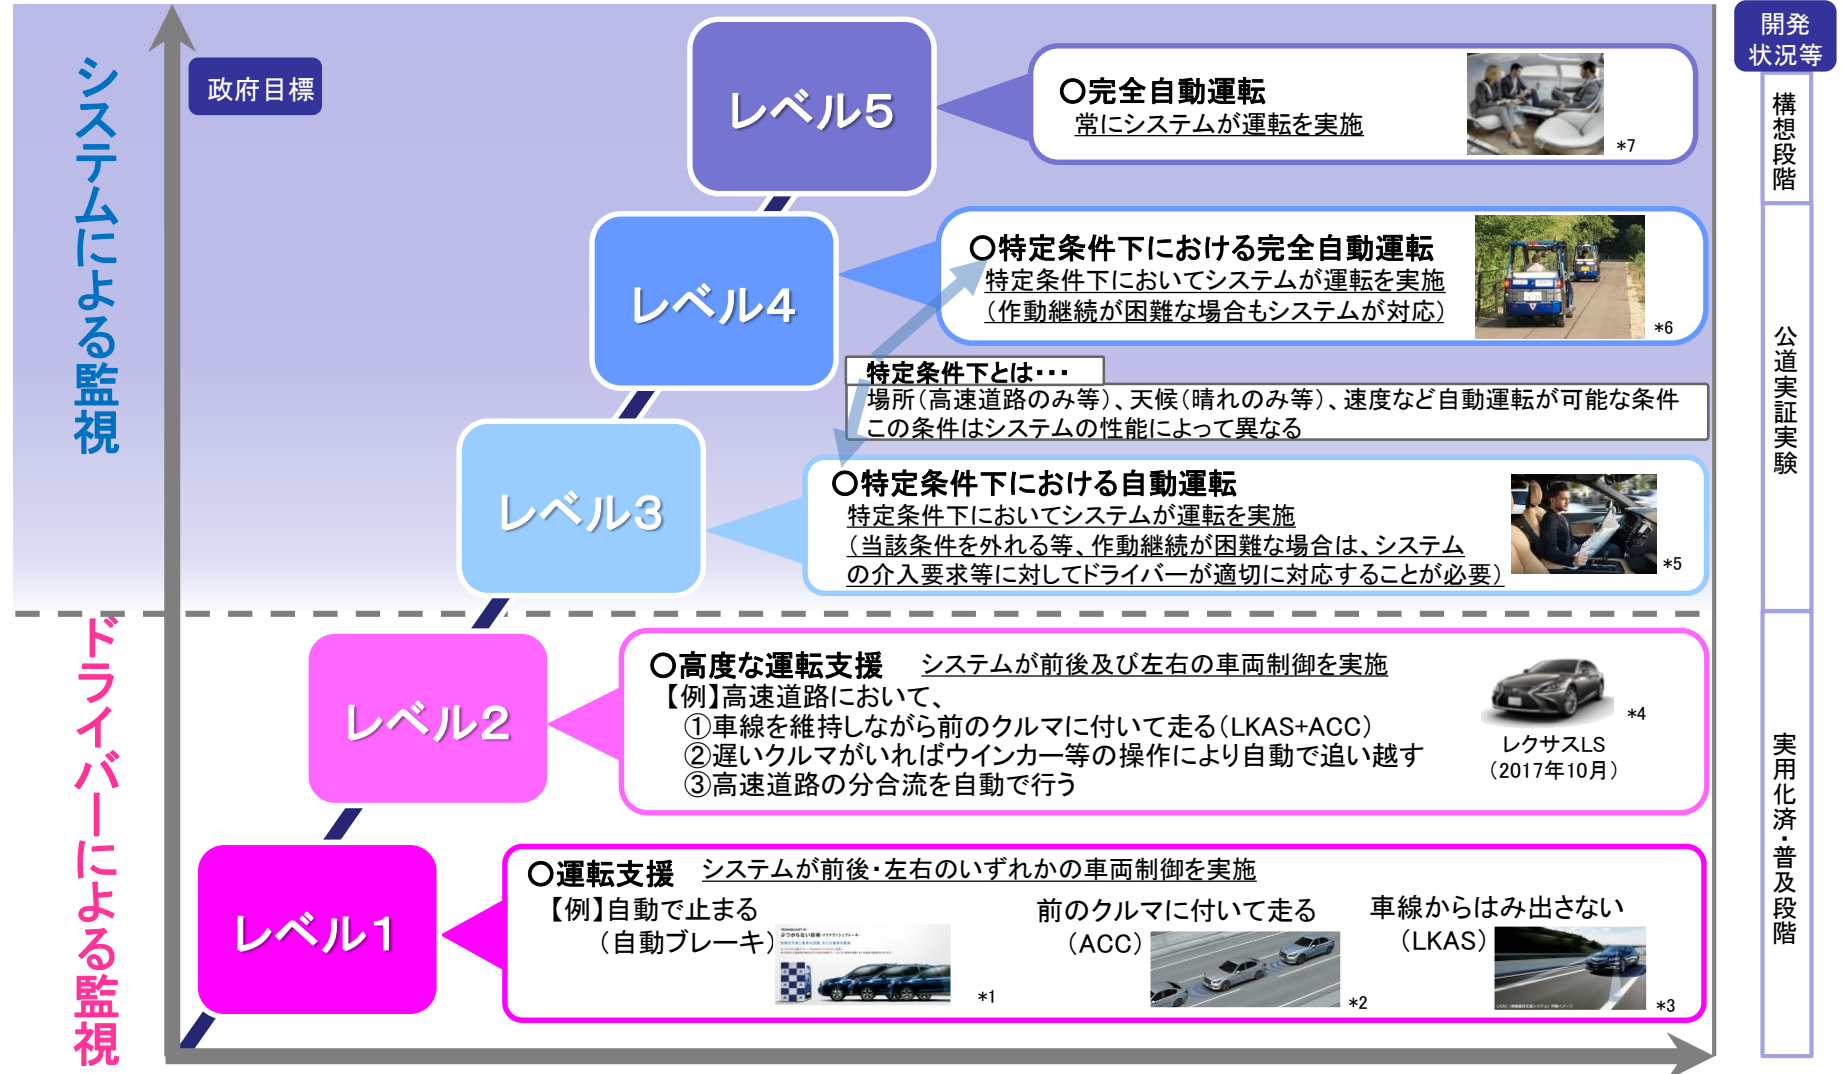 開発
状況等
政府目標
システムによる監視
ドライバーによる監視
レベル5
〇完全自動運転
常にシステムが運転を実施
*7
構想段階
レベル4
〇特定条件下における完全自動運転
特定条件下においてシステムが運転を実施
（作動継続が困難な場合もシステムが対応）
*6
特定条件下とは・・・
場所（高速道路のみ等）、天候（晴れのみ等）、速度など自動運転が可能な条件
この条件はシステムの性能によって異なる
公道実証実験
レベル3
〇特定条件下における自動運転
特定条件下においてシステムが運転を実施
（当該条件を外れる等、作動継続が困難な場合は、システム
の介入要求等に対してドライバーが適切に対応することが必要）
*5
レベル2
〇高度な運転支援 システムが前後及び左右の車両制御を実施
【例】高速道路において、
①車線を維持しながら前のクルマに付いて走る（LKAS+ACC）
②遅いクルマがいればウインカー等の操作により自動で追い越す
③高速道路の分合流を自動で行う
*4
レクサスLS
（2017年10月）
実用化済・普及段階
レベル1
〇運転支援 システムが前後・左右のいずれかの車両制御を実施
【例】自動で止まる
（自動ブレーキ）
*1
前のクルマに付いて走る
（ACC）
*2
車線からはみ出さない
（LKAS）
*3